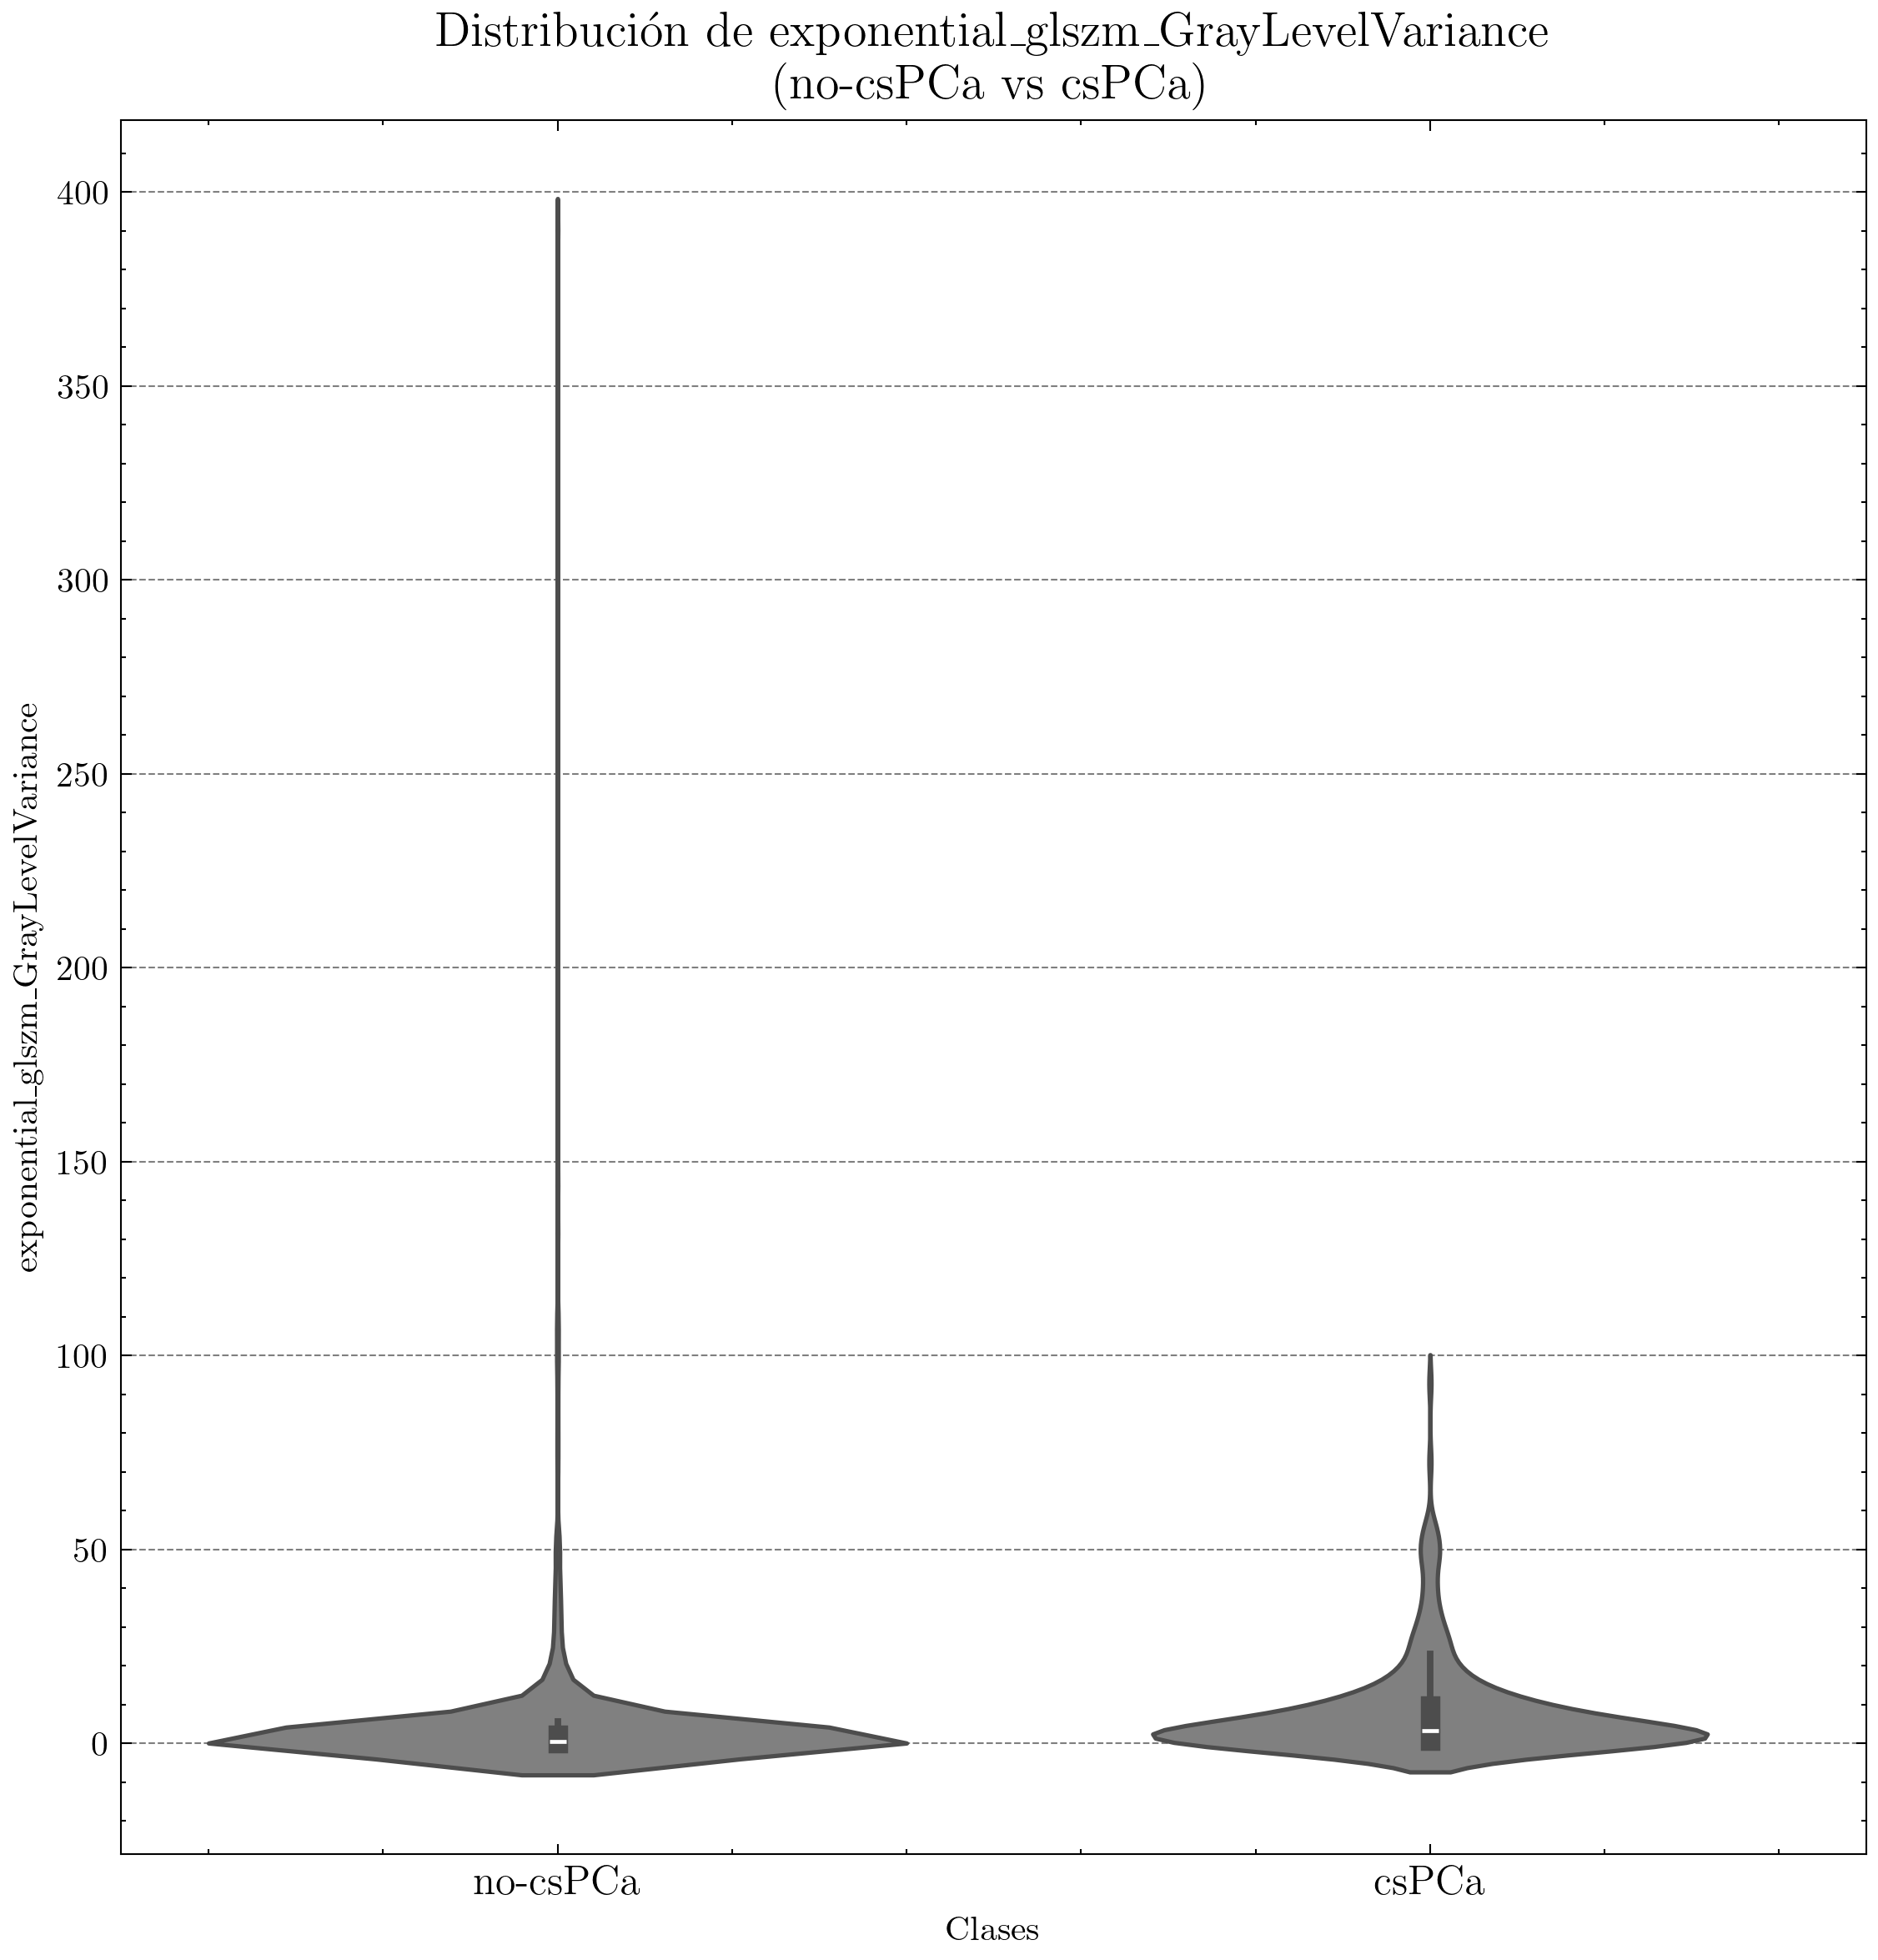 Distribución de exponential_glszm_GrayLevelVariance
(no-csPCa vs csPCa)
exponential_glszm_GrayLevelVariance
400
350
300
250
200
150
100
50
0
no-csPCa
csPCa
Clases